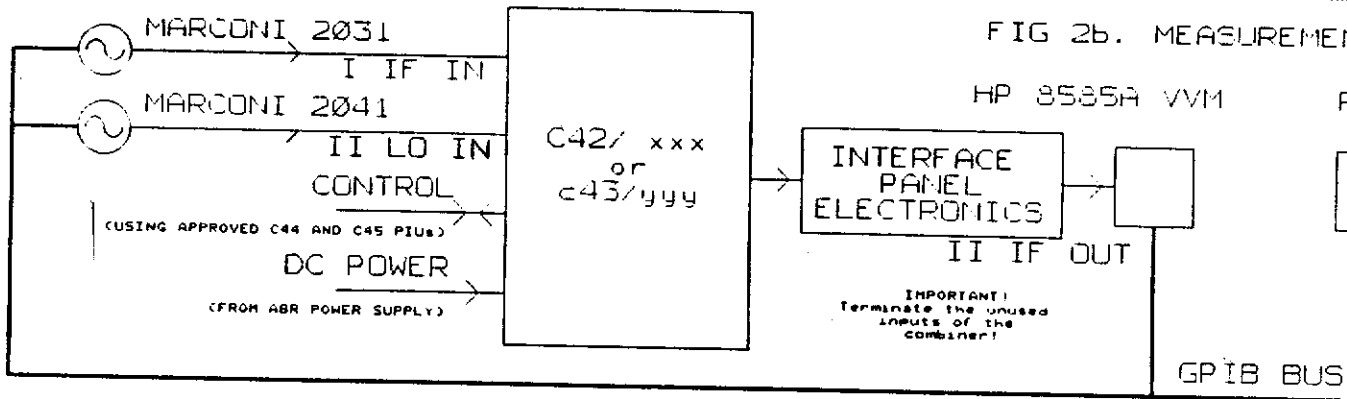 MARCONI 2031
I IF IN
FIG 2b. MEASUREMEN
MARCONI 2041
II LO IN
HP 8585A VVM
C42/ xxx
or
c43/yyy
INTERFACE
PANEL
ELECTRONICS
CONTROL
(USING APPROVED C44 AND C45 PIUs)
II IF OUT
DC POWER
(FROM ABR POWER SUPPLY)
IMPORTANT!
Terminate the unused
inputs of the
combiner!
GPIB BUS